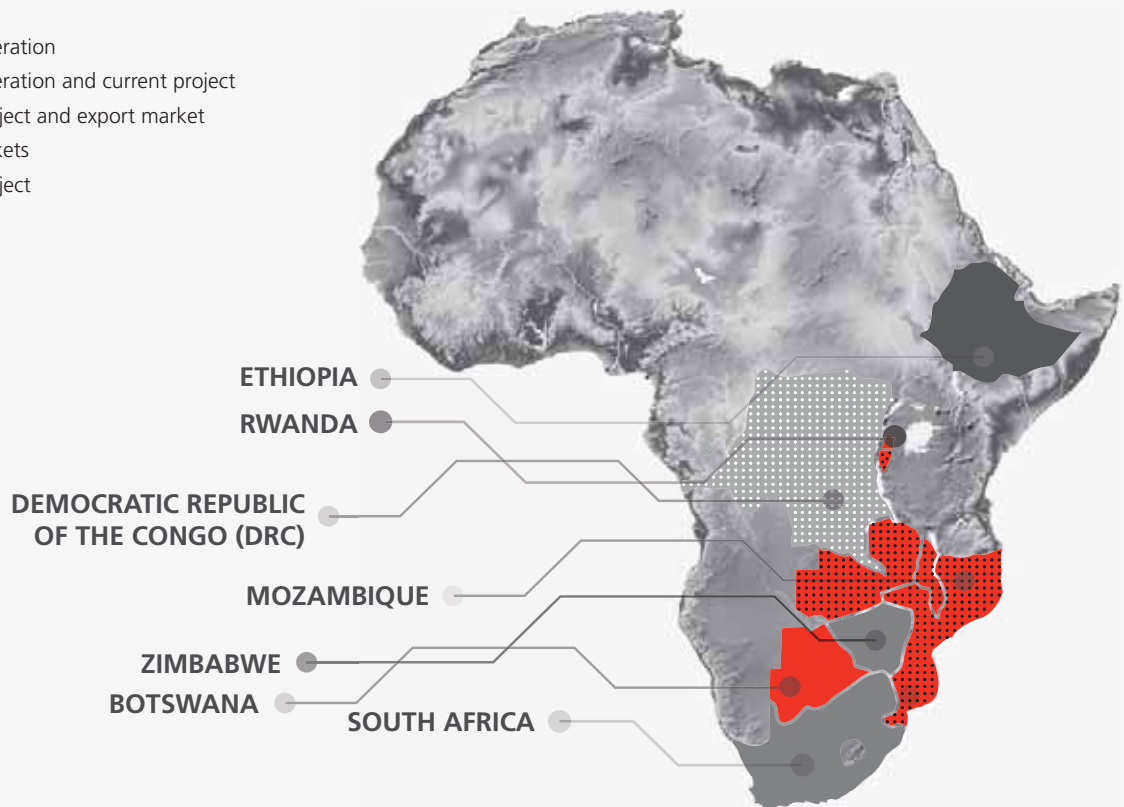 eration
eration and current project
ject and export market
kets
ject
ETHIOPIA
RWANDA
DEMOCRATIC REPUBLIC
OF THE CONGO (DRC)
MOZAMBIQUE
ZIMBABWE
BOTSWANA
SOUTH AFRICA